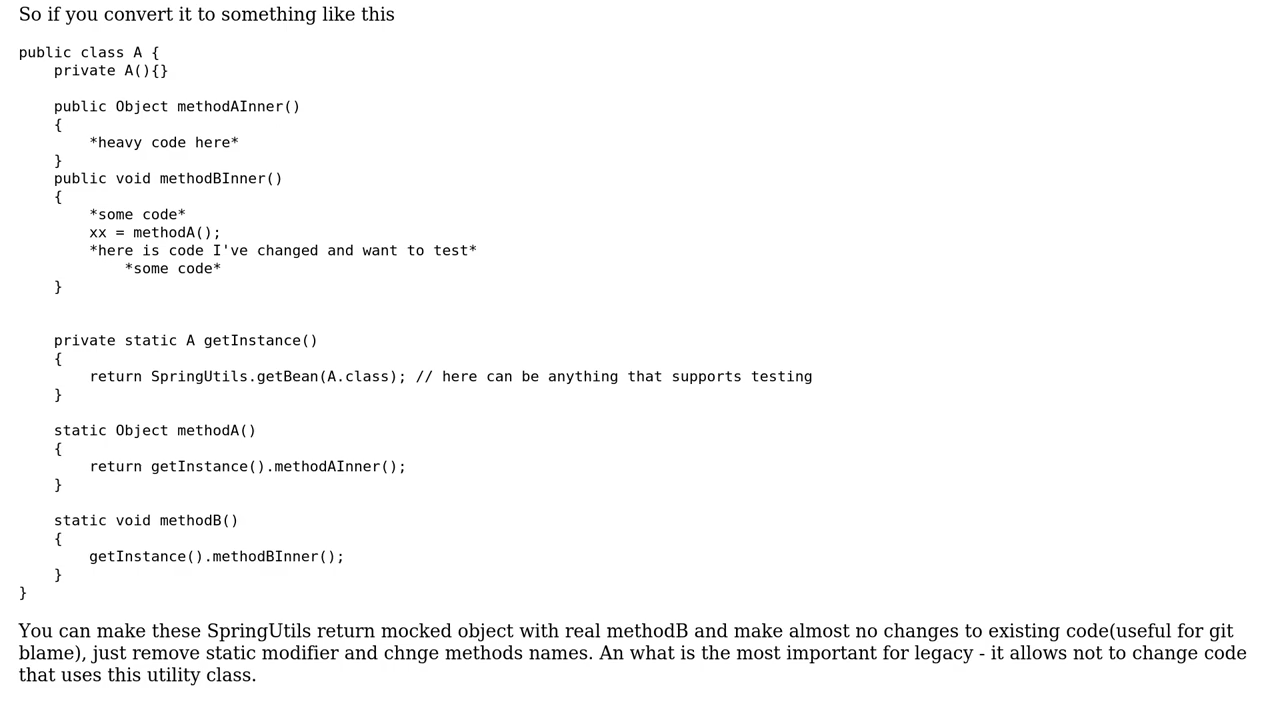 So if you convert it to something like this
public class A {
    private A(){}

    public Object methodAInner()
    {
        *heavy code here*
    }
    public void methodBInner()
    {
        *some code*
        xx = methodA();
        *here is code I've changed and want to test*
            *some code*
    }


    private static A getInstance()
    {
        return SpringUtils.getBean(A.class); // here can be anything that supports testing
    }

    static Object methodA()
    {
        return getInstance().methodAInner();
    }

    static void methodB()
    {
        getInstance().methodBInner();
    }
}
You can make these SpringUtils return mocked object with real methodB and make almost no changes to existing code(useful for git
blame), just remove static modifier and chnge methods names. An what is the most important for legacy - it allows not to change code
that uses this utility class.